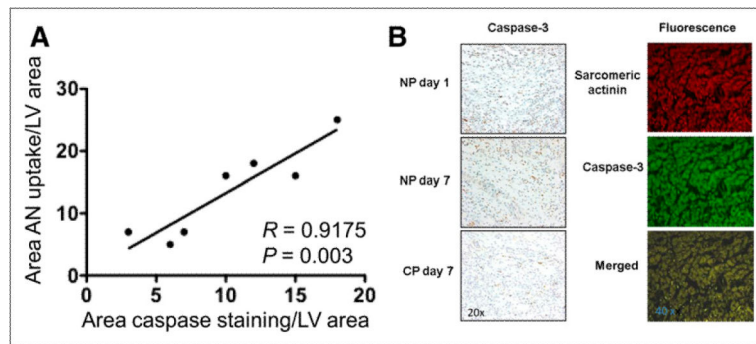 A
Area AN uptake/LV area
30
20
10
0
R = 0.9175
P = 0.003
0
5
10
15
20
Area caspase staining/LV area
B
Caspase-3
Fluorescence
NP day 1
Sarcomeric
actinin
NP day 7
Caspase-3
CP day 7
Merged
20x
40 x